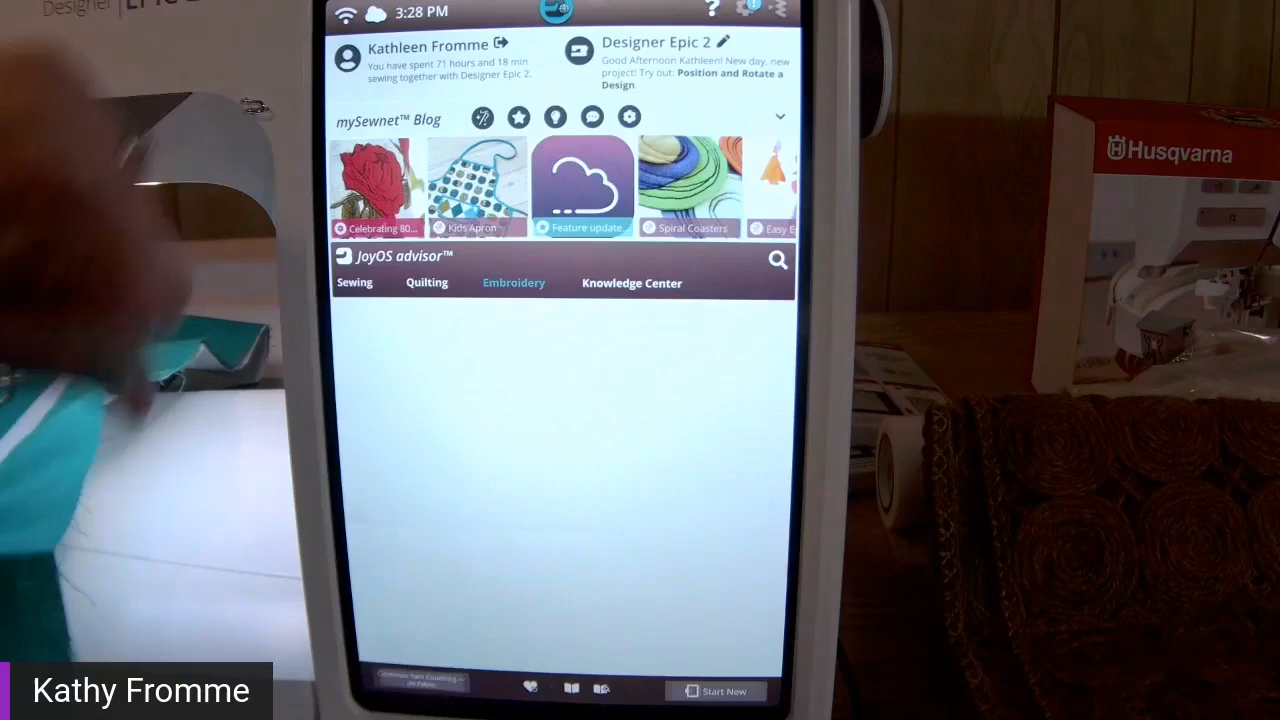 Designer
3:28 PM
?
Kathleen Fromme
You have spent 71 hours and 18 min
sewing together with Designer Epic 2.
Designer Epic 2
Good Afternoon Kathleen! New day, new
project! Try out: Position and Rotate a
Design
mySewnet™ Blog
Celebrating 80...
Kids Apron
Feature update...
Spiral Coasters
Easy E
JoyOS advisor™
Sewing
Quilting
Embroidery
Knowledge Center
Start New
Husqvarna
Kathy Fromme